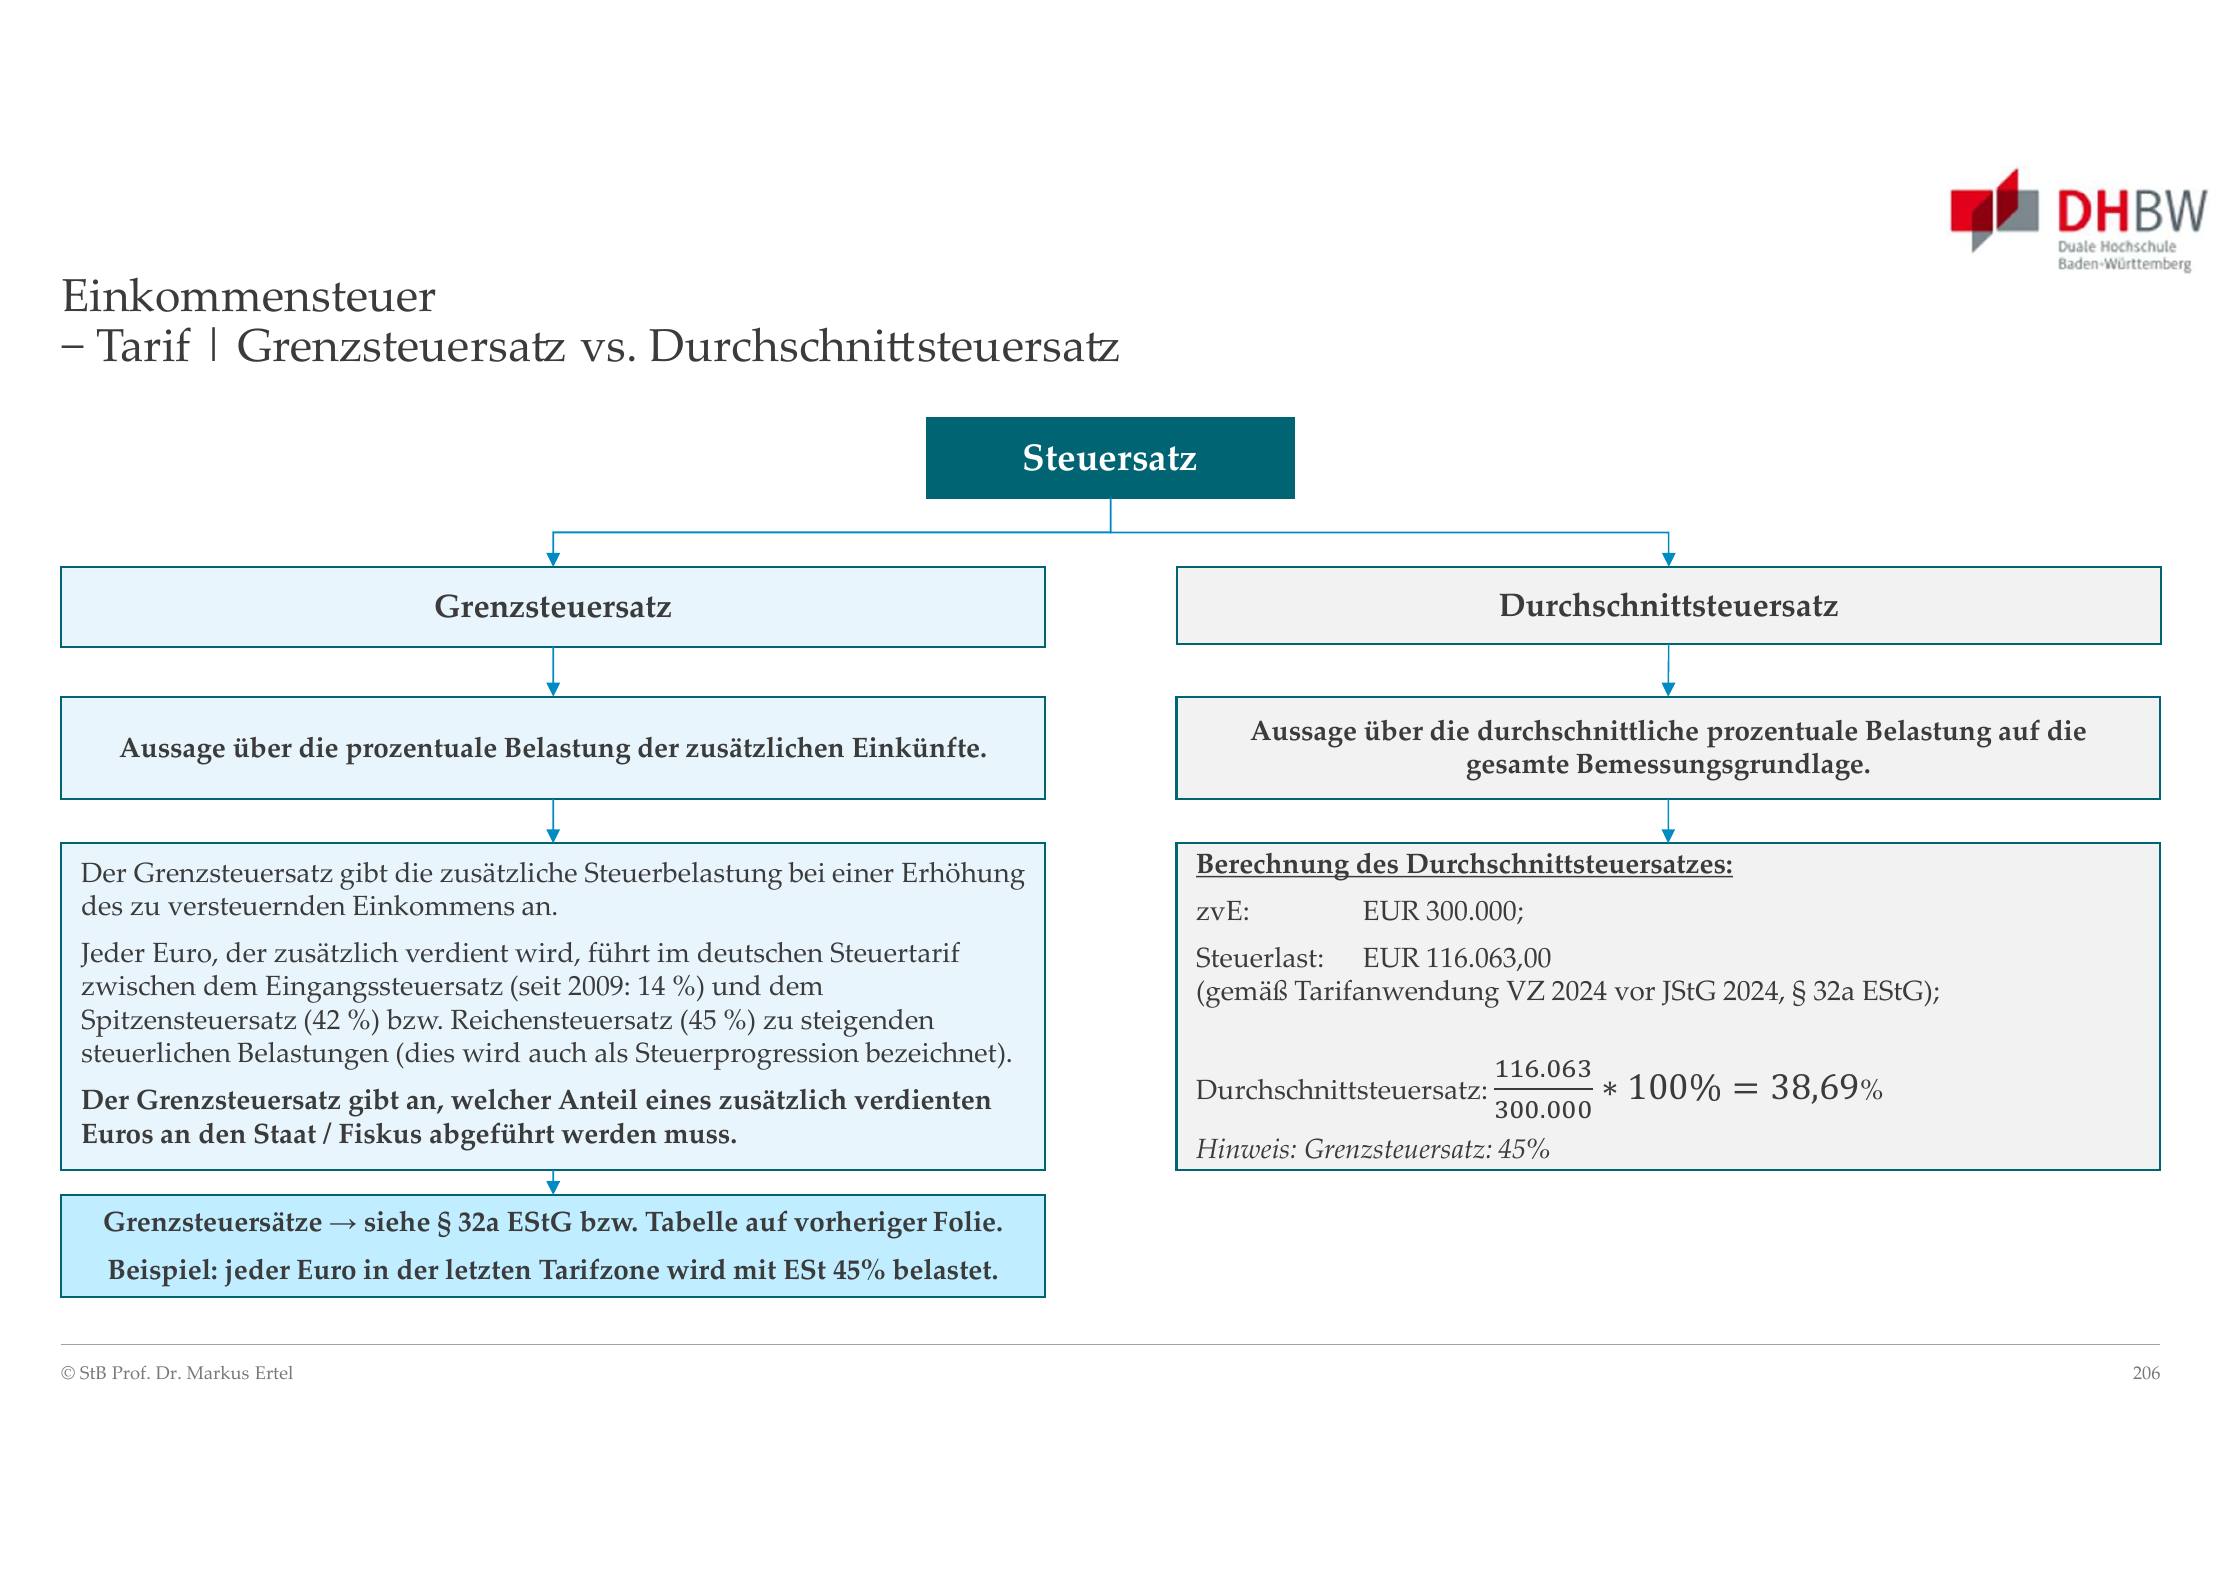 DHBW
Duale Hochschule
Baden-Württemberg
Einkommensteuer
– Tarif | Grenzsteuersatz vs. Durchschnittsteuersatz
Steuersatz
Grenzsteuersatz
Aussage über die prozentuale Belastung der zusätzlichen Einkünfte.
Der Grenzsteuersatz gibt die zusätzliche Steuerbelastung bei einer Erhöhung
des zu versteuernden Einkommens an.
Jeder Euro, der zusätzlich verdient wird, führt im deutschen Steuertarif
zwischen dem Eingangssteuersatz (seit 2009: 14 %) und dem
Spitzensteuersatz (42 %) bzw. Reichensteuersatz (45 %) zu steigenden
steuerlichen Belastungen (dies wird auch als Steuerprogression bezeichnet).
Der Grenzsteuersatz gibt an, welcher Anteil eines zusätzlich verdienten
Euros an den Staat / Fiskus abgeführt werden muss.
Grenzsteuersätze → siehe § 32a EStG bzw. Tabelle auf vorheriger Folie.
Beispiel: jeder Euro in der letzten Tarifzone wird mit ESt 45% belastet.
Durchschnittsteuersatz
Aussage über die durchschnittliche prozentuale Belastung auf die
gesamte Bemessungsgrundlage.
Berechnung des Durchschnittsteuersatzes:
zvE: EUR 300.000;
Steuerlast: EUR 116.063,00
(gemäß Tarifanwendung VZ 2024 vor JStG 2024, § 32a EStG);
Durchschnittsteuersatz: 116.063/300.000 * 100% = 38,69%
Hinweis: Grenzsteuersatz: 45%
© StB Prof. Dr. Markus Ertel
206